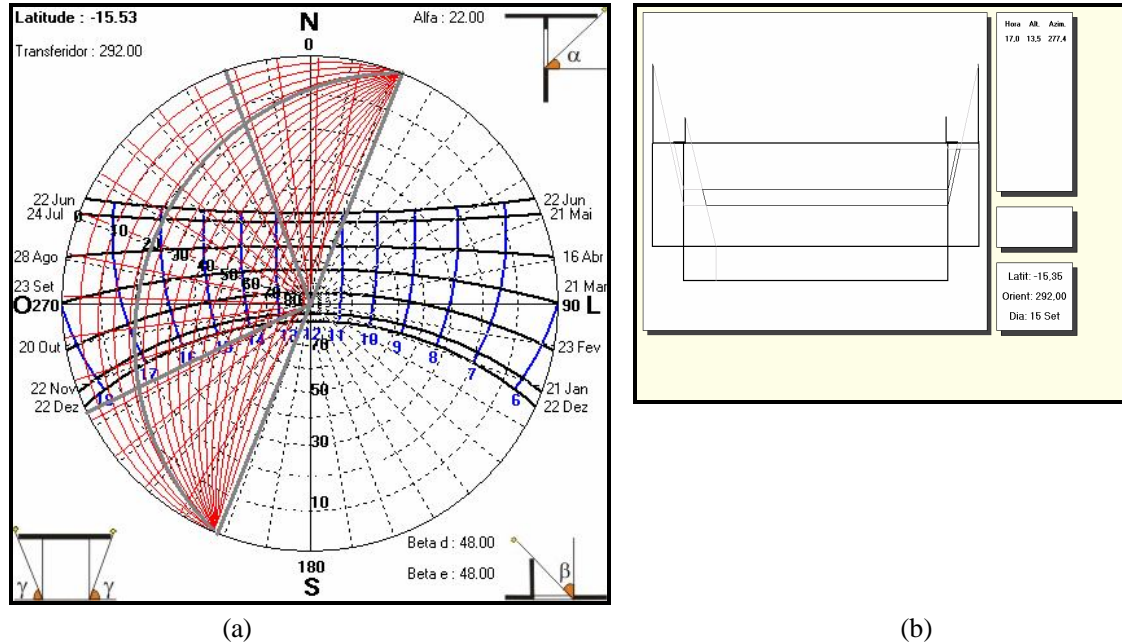 Latitude : -15.53
N
Alfa : 22.00
Transferidor : 292.00
0
α
22 Jun
22 Jun
24 Jul
21 Mai
0
10
20
30
28 Ago
40
16 Abr
50
60
23 Set
70
21 Mar
O 270
90
90 L
18
17
16
15
14
13
12
11
10
9
8
7
6
20 Out
70
23 Fev
50
22 Nov
21 Jan
22 Dez
22 Dez
30
10
Beta d : 48.00
180
Beta e : 48.00
S
γ
γ
β
(a)
Hora Alt. Azim.
17,0 13,5 277,4
Latit: -15,35
Orient: 292,00
Dia: 15 Set
(b)